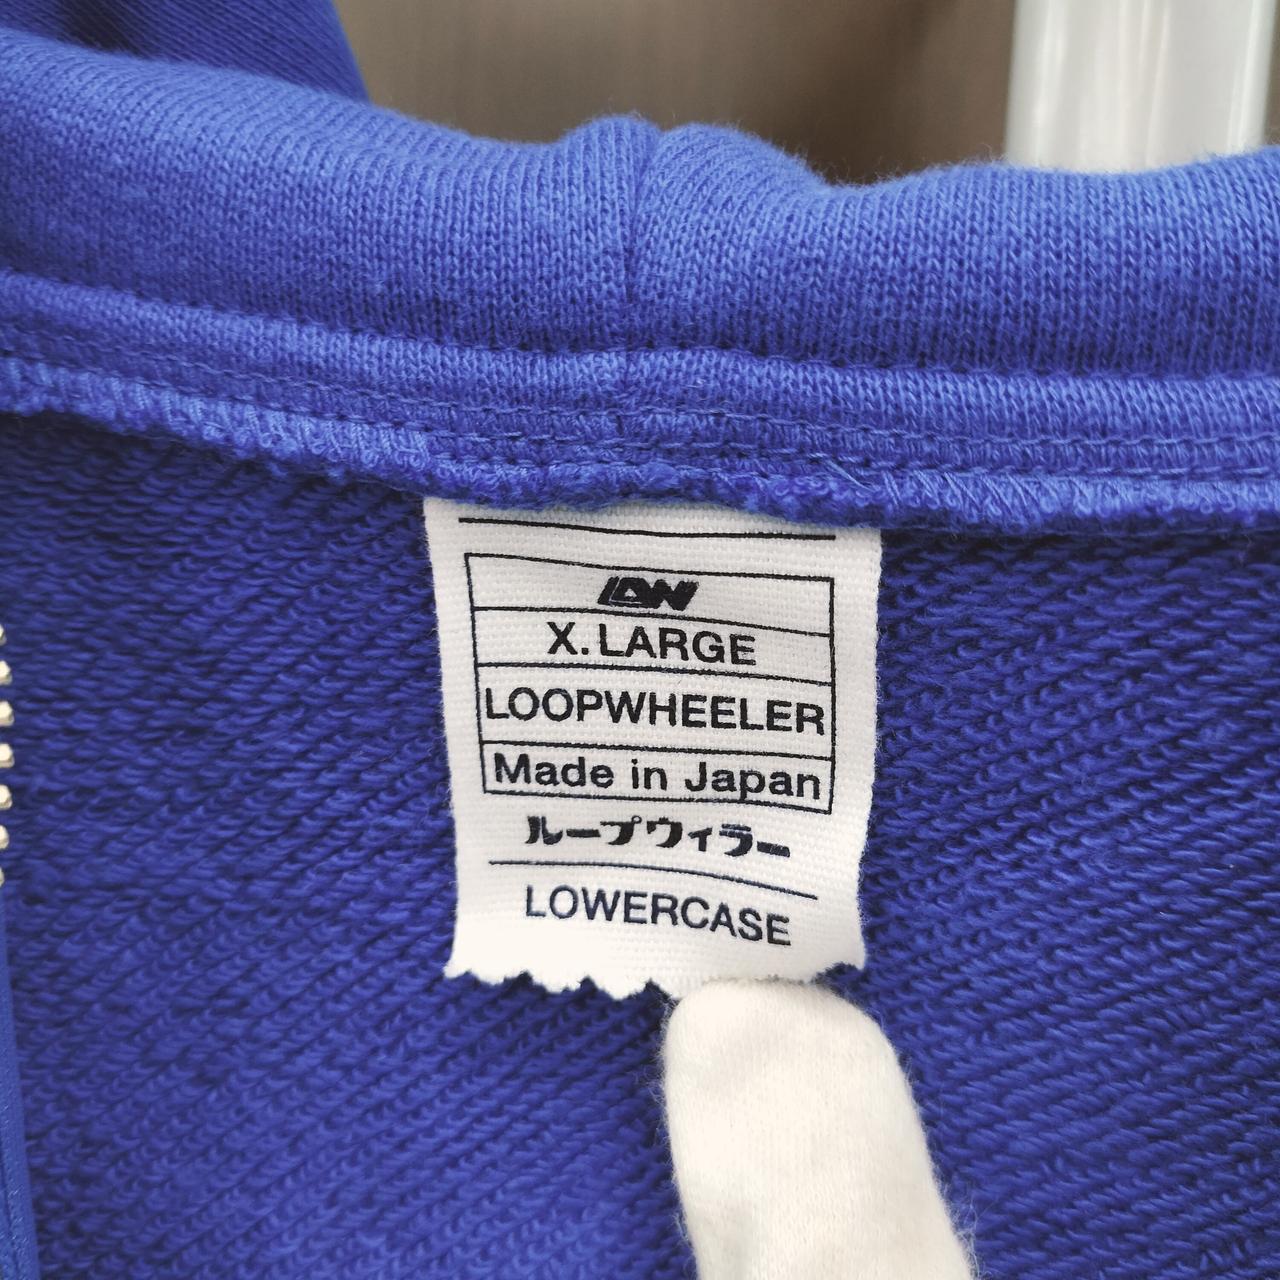 LW
X. LARGE
LOOPWHEELER
Made in Japan
ループウィラー
LOWERCASE